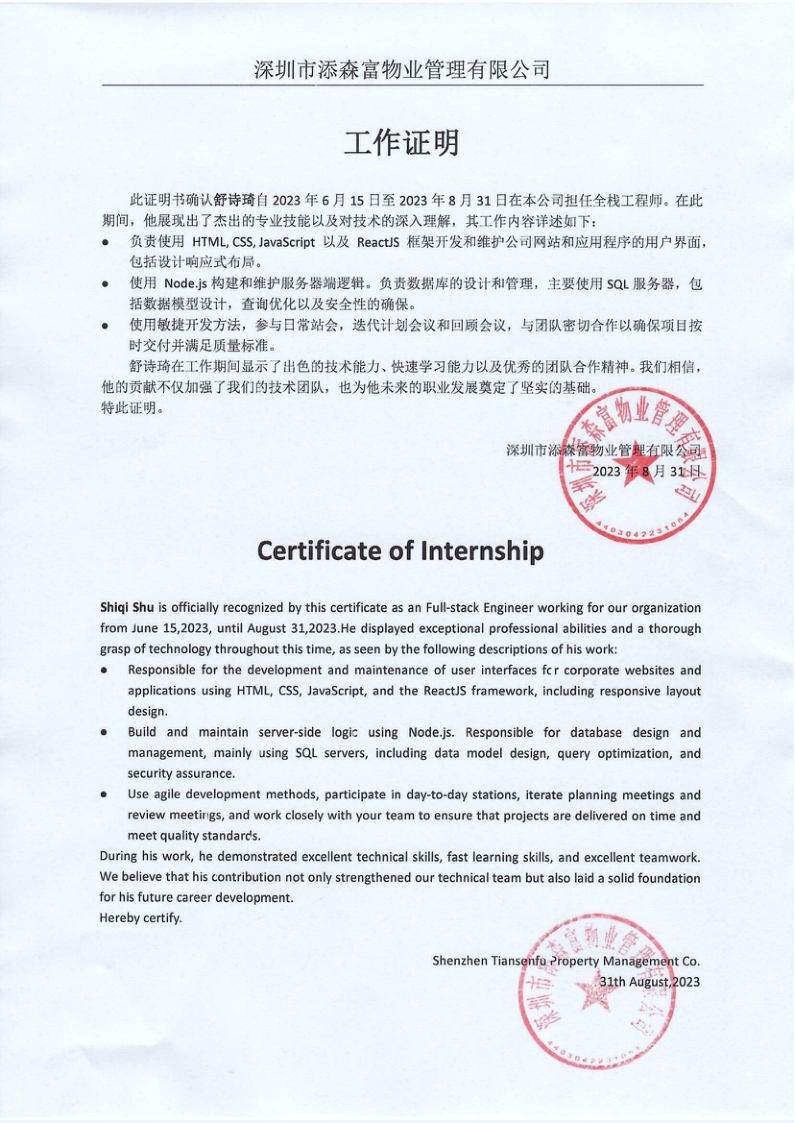 深圳市添森富物业管理有限公司
工作证明
此证明书确认舒诗琦自 2023 年 6 月 15 日至 2023 年 8 月 31 日在本公司担任全栈工程师。在此
期间，他展现出了杰出的专业技能以及对技术的深入理解，其工作内容详述如下：
● 负责使用 HTML, CSS, JavaScript 以及 ReactJS 框架开发和维护公司网站和应用程序的用户界面，
包括设计响应式布局。
● 使用 Node.js 构建和维护服务器端逻辑。负责数据库的设计和管理，主要使用 SQL 服务器，包
括数据模型设计，查询优化以及安全性的确保。
● 使用敏捷开发方法，参与日常站会，迭代计划会议和回顾会议，与团队密切合作以确保项目按
时交付并满足质量标准。
舒诗琦在工作期间显示了出色的技术能力、快速学习能力以及优秀的团队合作精神。我们相信，
他的贡献不仅加强了我们的技术团队，也为他未来的职业发展奠定了坚实的基础。
特此证明。
深圳市添森富物业管理有限公司
2023 年 8 月 31 日
深圳市添森富物业管理有限公司
4403042231084
Certificate of Internship
Shiqi Shu is officially recognized by this certificate as an Full-stack Engineer working for our organization
from June 15,2023, until August 31,2023.He displayed exceptional professional abilities and a thorough
grasp of technology throughout this time, as seen by the following descriptions of his work:
● Responsible for the development and maintenance of user interfaces for corporate websites and
applications using HTML, CSS, JavaScript, and the ReactJS framework, including responsive layout
design.
● Build and maintain server-side logic using Node.js. Responsible for database design and
management, mainly using SQL servers, including data model design, query optimization, and
security assurance.
● Use agile development methods, participate in day-to-day stations, iterate planning meetings and
review meetings, and work closely with your team to ensure that projects are delivered on time and
meet quality standards.
During his work, he demonstrated excellent technical skills, fast learning skills, and excellent teamwork.
We believe that his contribution not only strengthened our technical team but also laid a solid foundation
for his future career development.
Hereby certify.
Shenzhen Tiansenfu Property Management Co.
31th August,2023
深圳市添森富物业管理有限公司
4403042231084